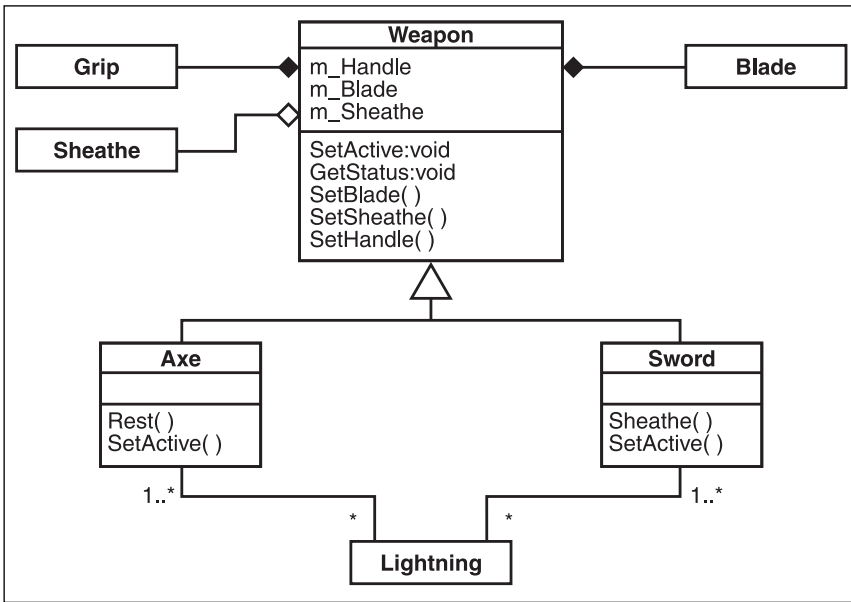 Weapon
Grip
m_Handle
Blade
m_Blade
m_Sheathe
Sheathe
SetActive:void
GetStatus:void
SetBlade( )
SetSheathe( )
SetHandle( )
Axe
Rest( )
SetActive( )
Sword
Sheathe( )
SetActive( )
1..*
*
*
1..*
Lightning